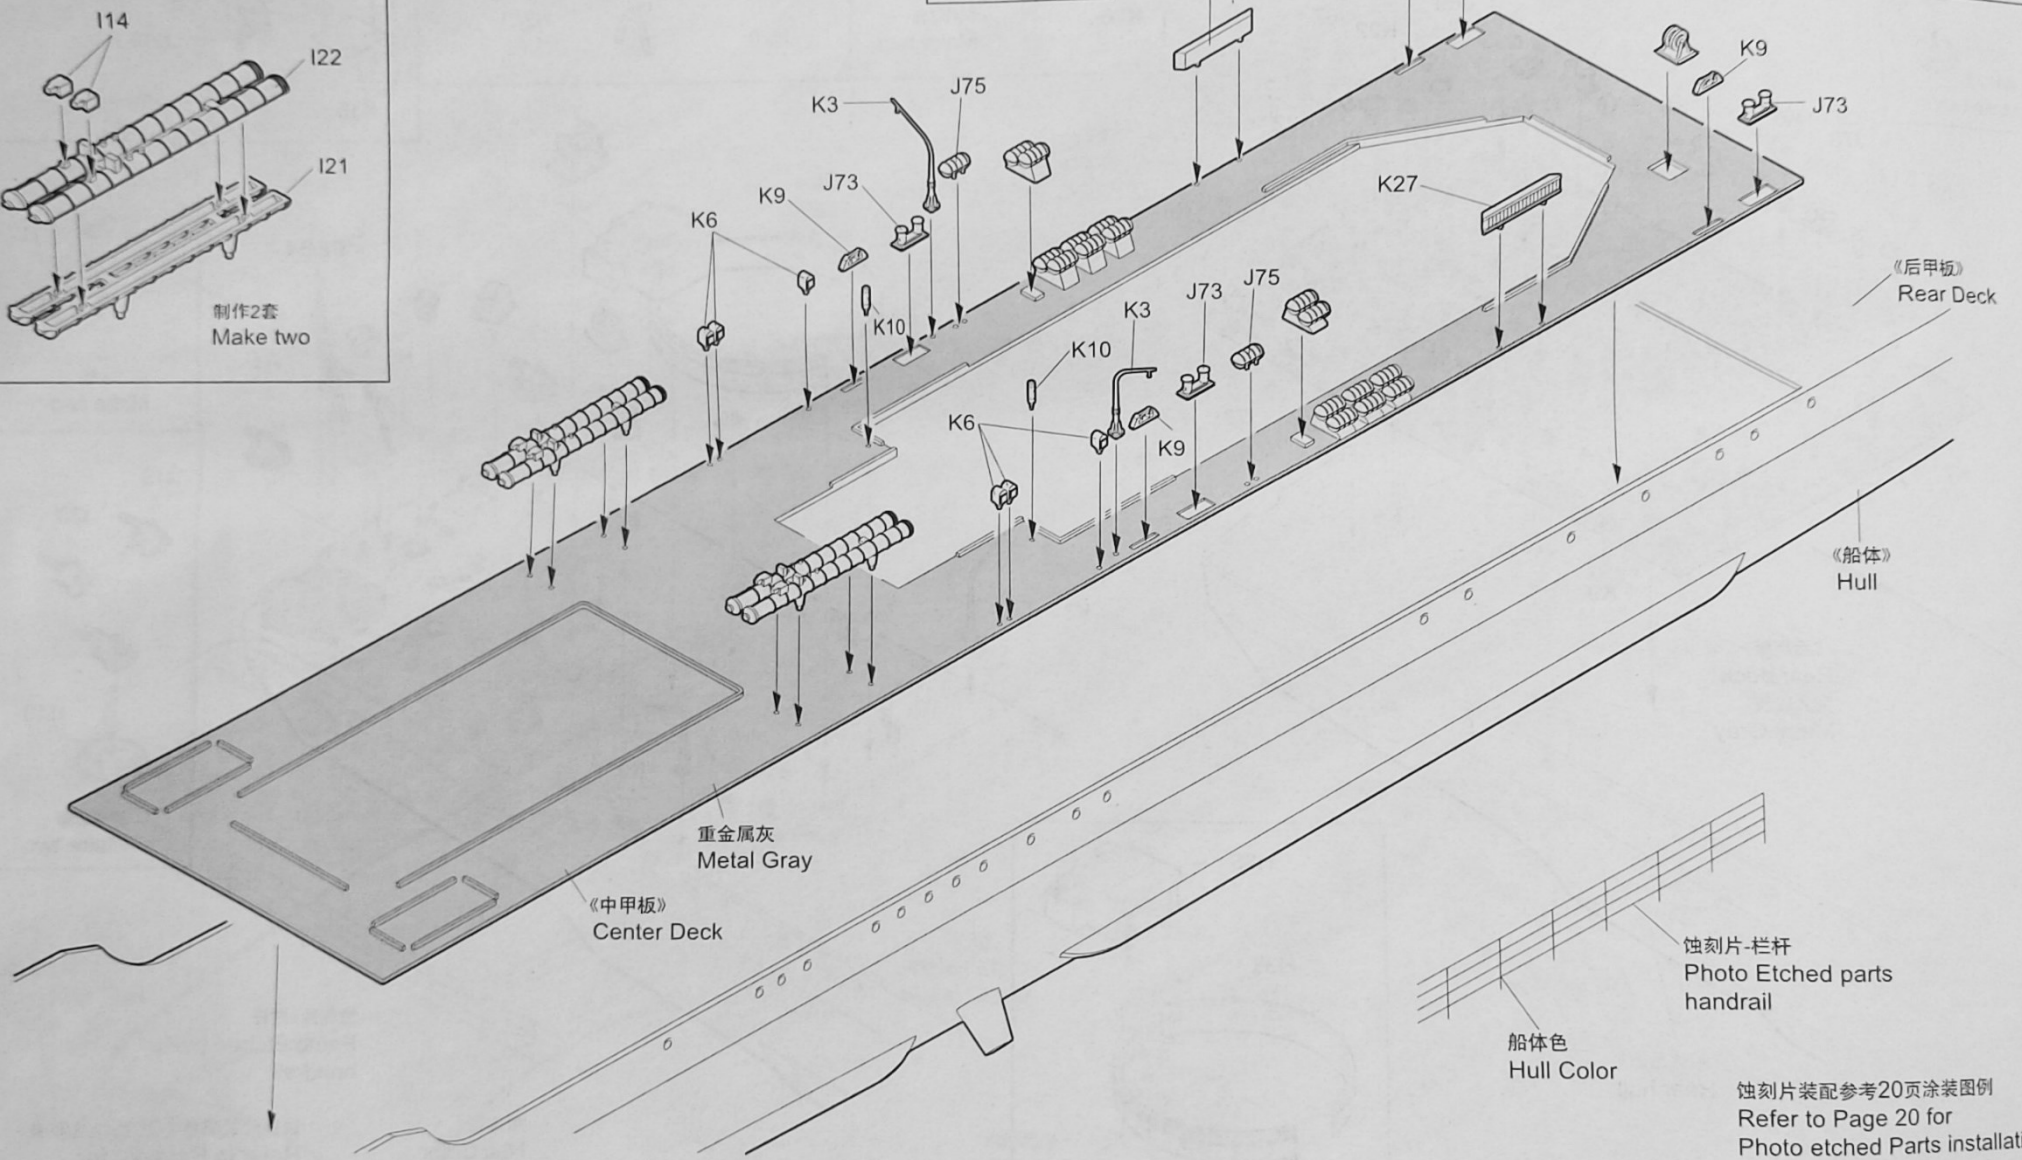 I14
I22
I21
制作2套
Make two
K3
J75
K9
J73
K6
K10
K9
J73
K27
K3
J73
J75
K10
K6
K9
《后甲板》
Rear Deck
《船体》
Hull
重金属灰
Metal Gray
《中甲板》
Center Deck
蚀刻片-栏杆
Photo Etched parts
handrail
船体色
Hull Color
蚀刻片装配参考20页涂装图例
Refer to Page 20 for
Photo etched Parts